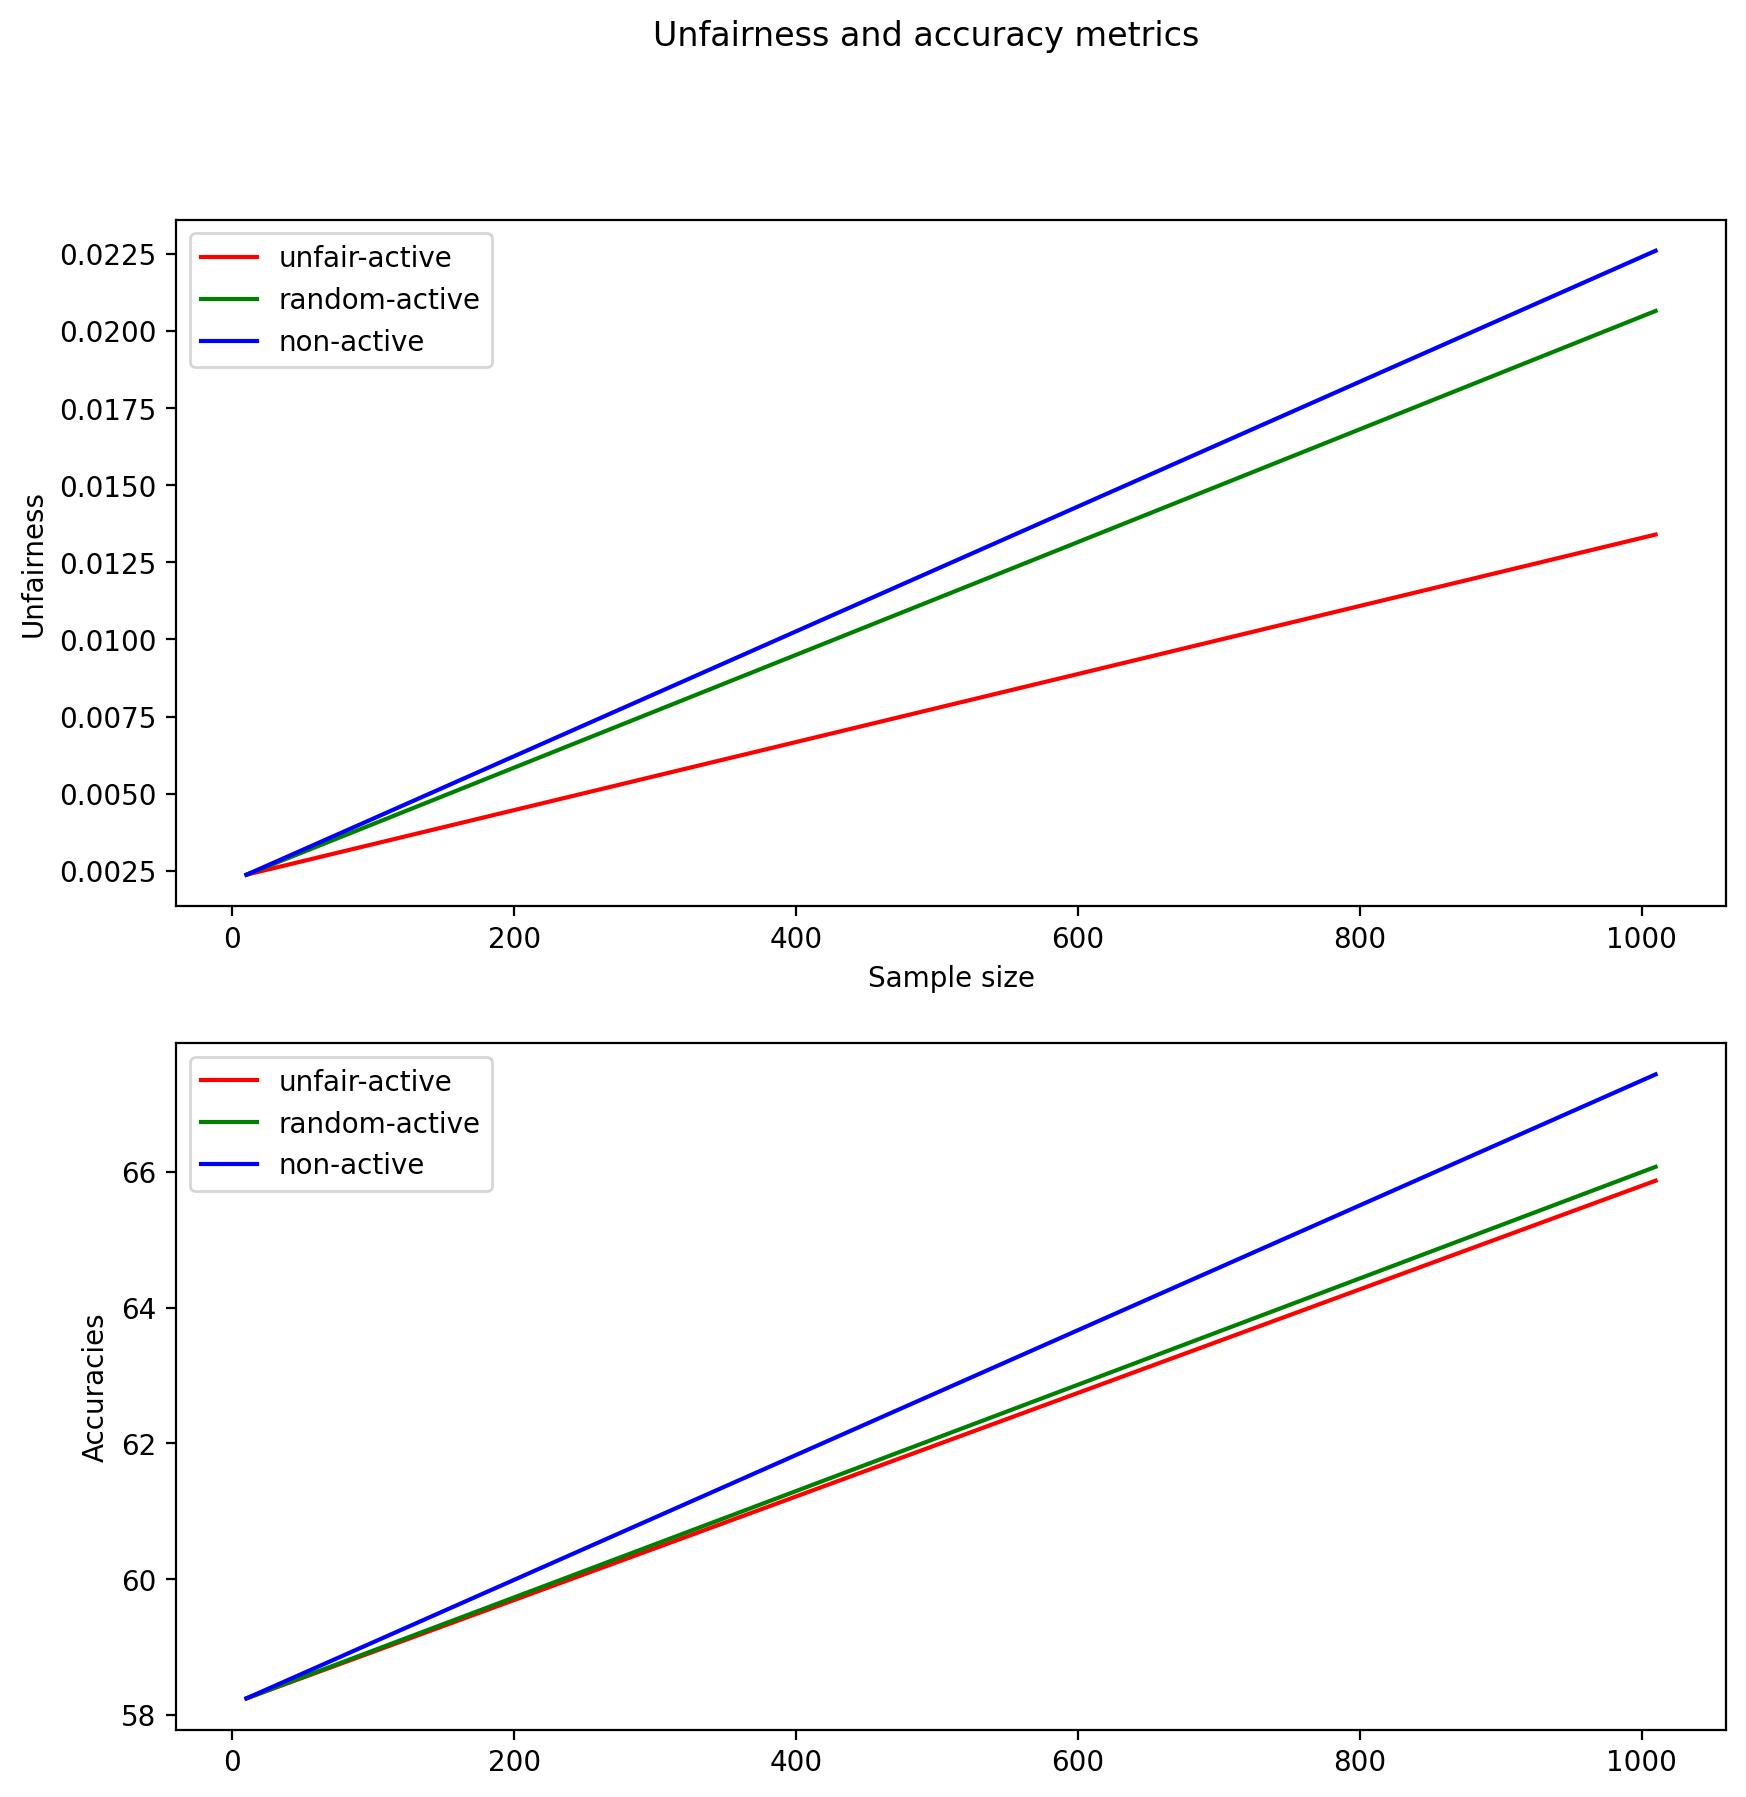 Unfairness and accuracy metrics
unfair-active
random-active
non-active
0.0225
0.0200
0.0175
0.0150
0.0125
0.0100
0.0075
0.0050
0.0025
Unfairness
0 200 400 600 800 1000
Sample size
unfair-active
random-active
non-active
66
64
62
60
58
Accuracies
0 200 400 600 800 1000